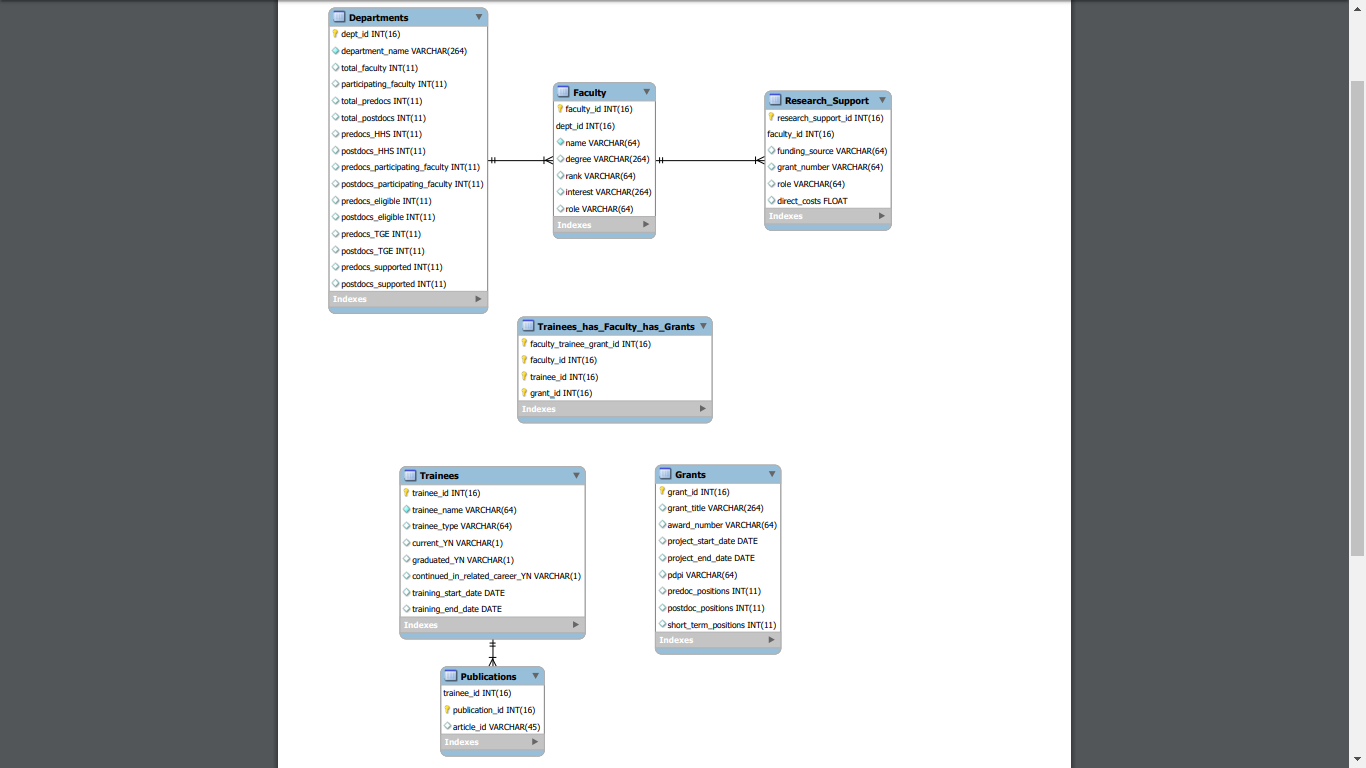 Departments
dept_id INT(16)
department_name VARCHAR(264)
total_faculty INT(11)
participating_faculty INT(11)
total_predocs INT(11)
total_postdocs INT(11)
predocs_HHS INT(11)
postdocs_HHS INT(11)
predocs_participating_faculty INT(11)
postdocs_participating_faculty INT(11)
predocs_eligible INT(11)
postdocs_eligible INT(11)
predocs_TGE INT(11)
postdocs_TGE INT(11)
predocs_supported INT(11)
postdocs_supported INT(11)
Indexes
Faculty
faculty_id INT(16)
dept_id INT(16)
name VARCHAR(64)
degree VARCHAR(264)
rank VARCHAR(64)
interest VARCHAR(264)
role VARCHAR(64)
Indexes
Research_Support
research_support_id INT(16)
faculty_id INT(16)
funding_source VARCHAR(64)
grant_number VARCHAR(64)
role VARCHAR(64)
direct_costs FLOAT
Indexes
Trainees_has_Faculty_has_Grants
faculty_trainee_grant_id INT(16)
faculty_id INT(16)
trainee_id INT(16)
grant_id INT(16)
Indexes
Trainees
trainee_id INT(16)
trainee_name VARCHAR(64)
trainee_type VARCHAR(64)
current_YN VARCHAR(1)
graduated_YN VARCHAR(1)
continued_in_related_career_YN VARCHAR(1)
training_start_date DATE
training_end_date DATE
Indexes
Grants
grant_id INT(16)
grant_title VARCHAR(264)
award_number VARCHAR(64)
project_start_date DATE
project_end_date DATE
pdpi VARCHAR(64)
predoc_positions INT(11)
postdoc_positions INT(11)
short_term_positions INT(11)
Indexes
Publications
trainee_id INT(16)
publication_id INT(16)
article_id VARCHAR(45)
Indexes